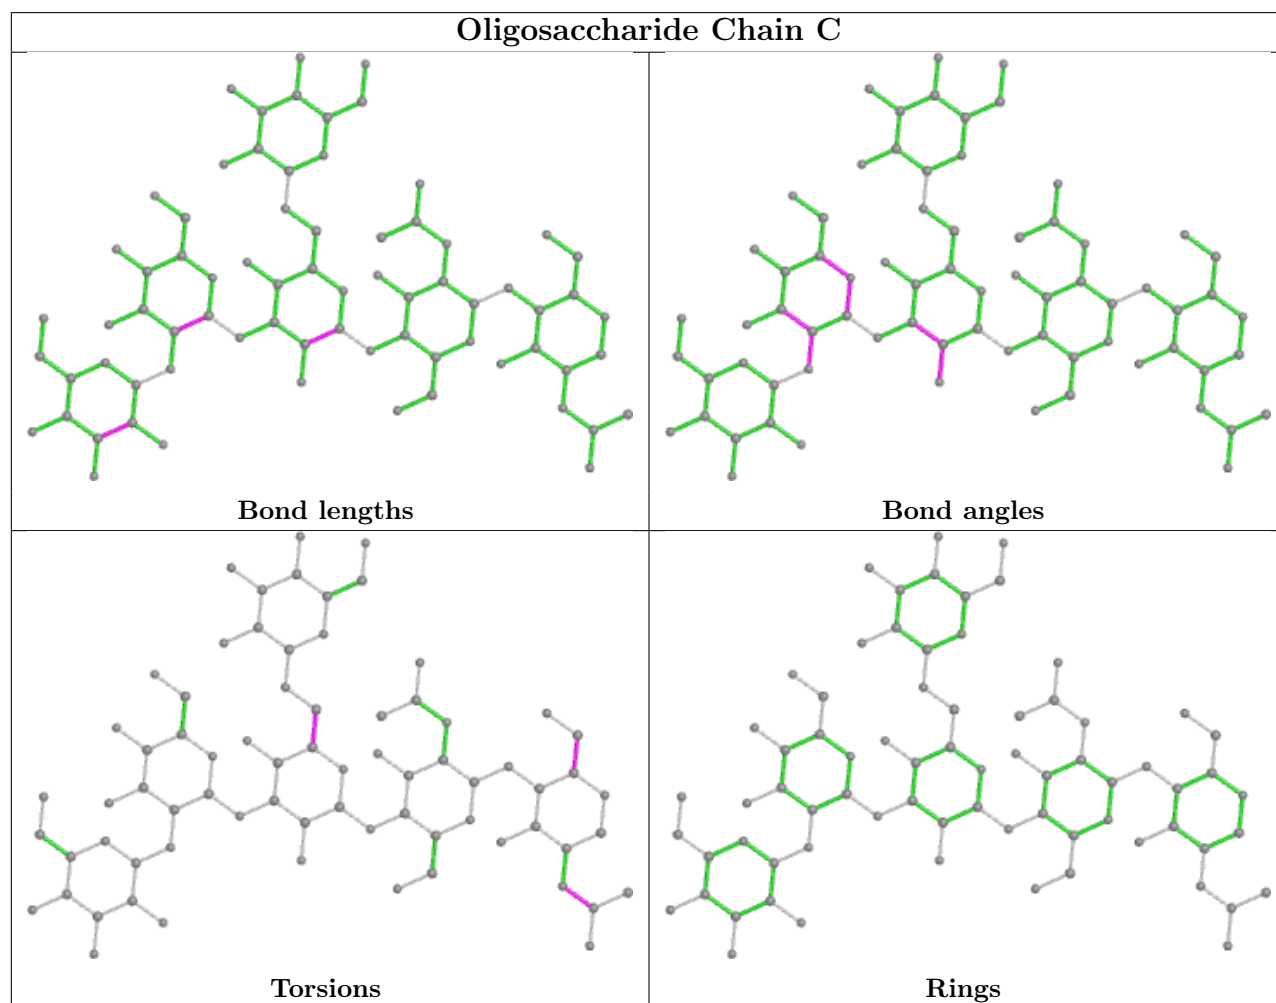 Oligosaccharide Chain C
Bond lengths
Bond angles
Torsions
Rings